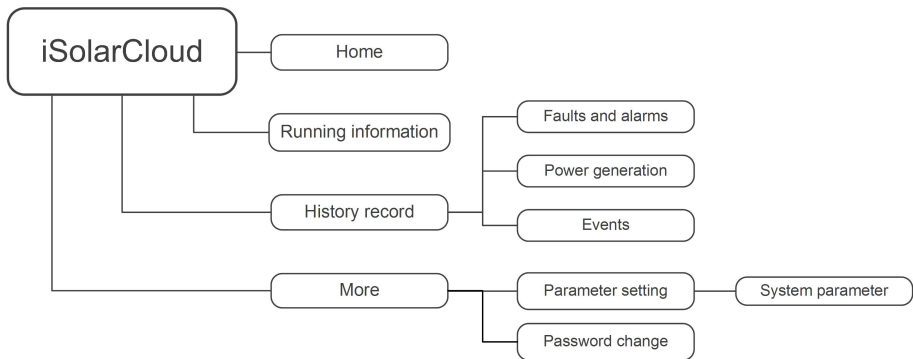 iSolarCloud
Home
Running information
Faults and alarms
Power generation
History record
Events
More
Parameter setting
System parameter
Password change